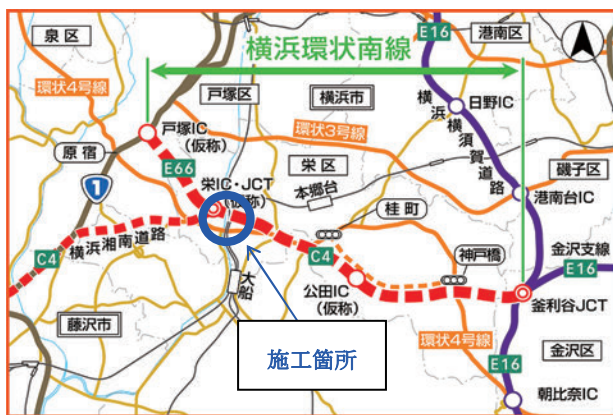 泉区
E16
港南区
横浜環状南線
環状4号線
戸塚区
横浜市
日野IC
戸塚IC
(仮称)
環状3号線
横浜横須賀道路
原宿
E66
栄区
磯子区
1
栄IC・JCT
(仮称)
本郷台
港南台IC
桂町
横浜湘南道路
C4
神戸橋
金沢支線
C4
E16
大船
公田IC
(仮称)
釜利谷JCT
藤沢市
施工箇所
環状4号線
E16
金沢区
朝比奈IC